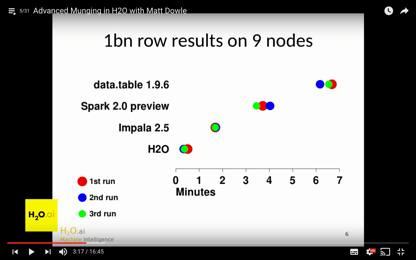 5/31 Advanced Munging in H2O with Matt Dowle
1bn row results on 9 nodes
data.table 1.9.6
Spark 2.0 preview
Impala 2.5
H2O
0 1 2 3 4 5 6 7
Minutes
1st run
2nd run
3rd run
H2O.ai
H2O.ai
Machine Intelligence
6
3:17 / 16:45